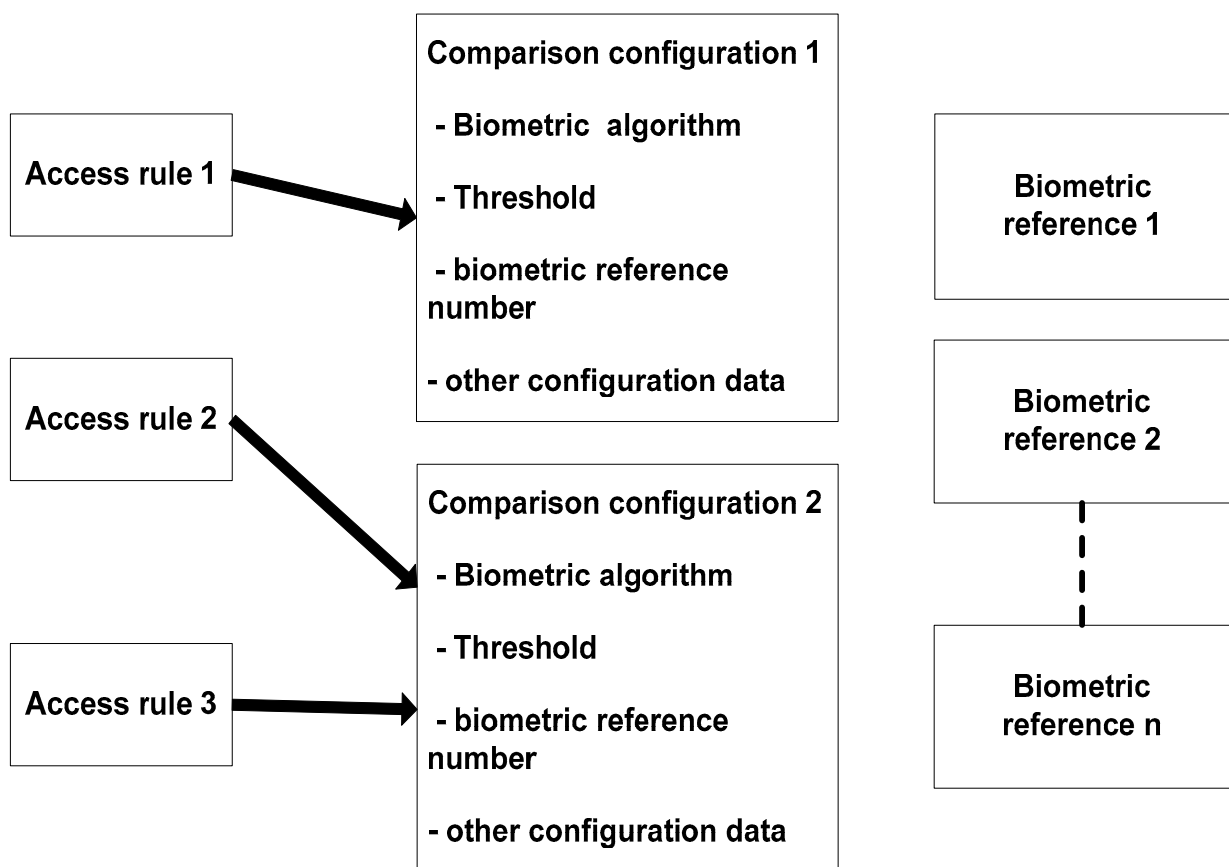 Access rule 1
Access rule 2
Access rule 3
Comparison configuration 1
- Biometric algorithm
- Threshold
- biometric reference
number
- other configuration data
Comparison configuration 2
- Biometric algorithm
- Threshold
- biometric reference
number
- other configuration data
Biometric
reference 1
Biometric
reference 2
Biometric
reference n